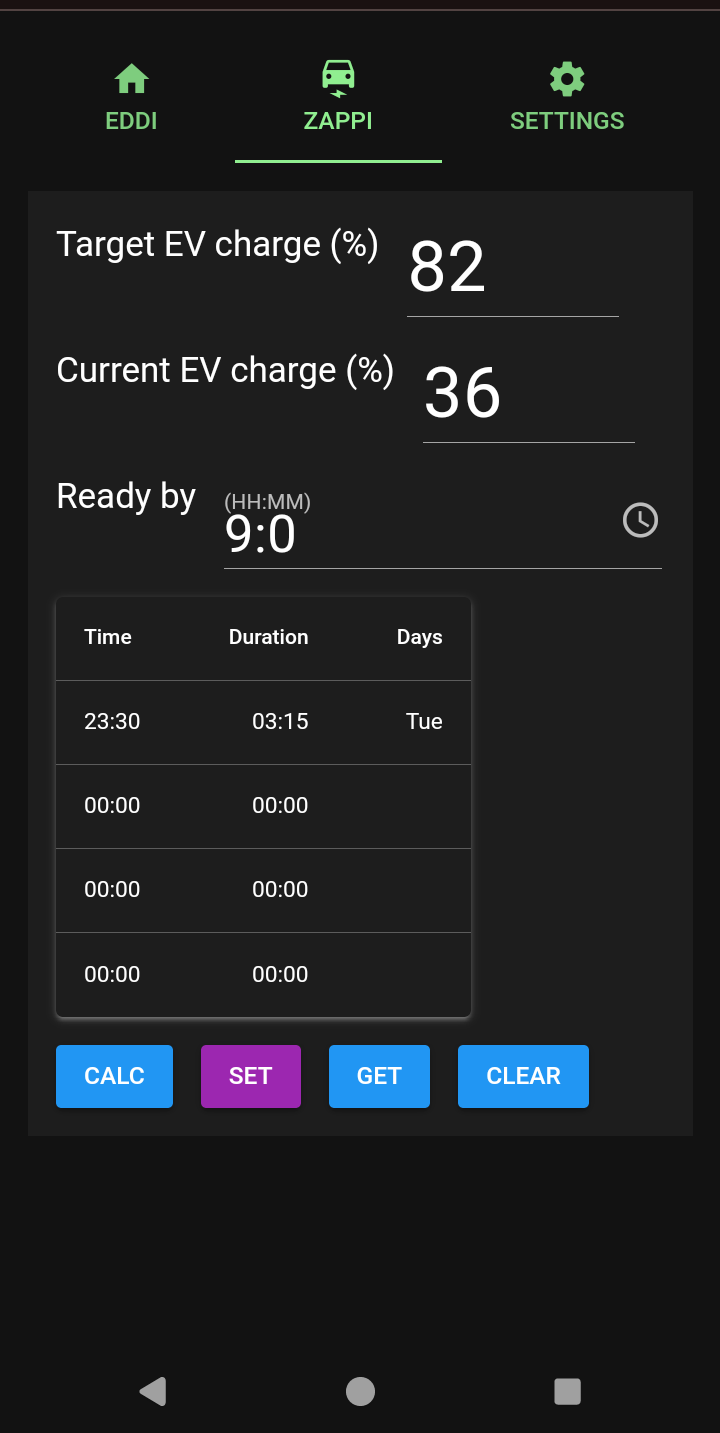 EDDI ZAPPI SETTINGS
Target EV charge (%) 82
Current EV charge (%) 36
Ready by (HH:MM) 9:0
Time Duration Days
23:30 03:15 Tue
00:00 00:00
00:00 00:00
00:00 00:00
CALC SET GET CLEAR